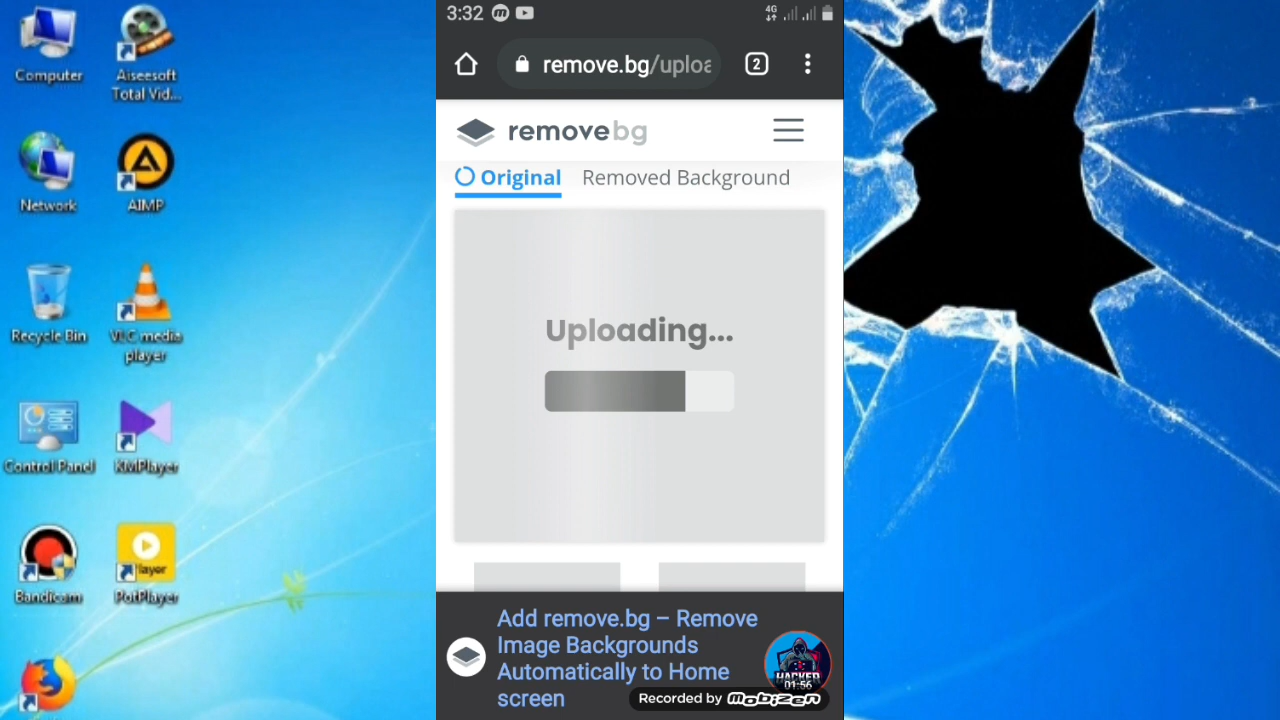 Computer
Aiseesoft
Total Vid...
Network
AIMP
Recycle Bin
VLC media
player
Control Panel
KMPlayer
Bandicam
layer
PotPlayer
3:32
4G
remove.bg/uploa
2
removebg
Original
Removed Background
Uploading...
Add remove.bg – Remove
Image Backgrounds
Automatically to Home
screen
HACKER
01:56
Recorded by Mobizen